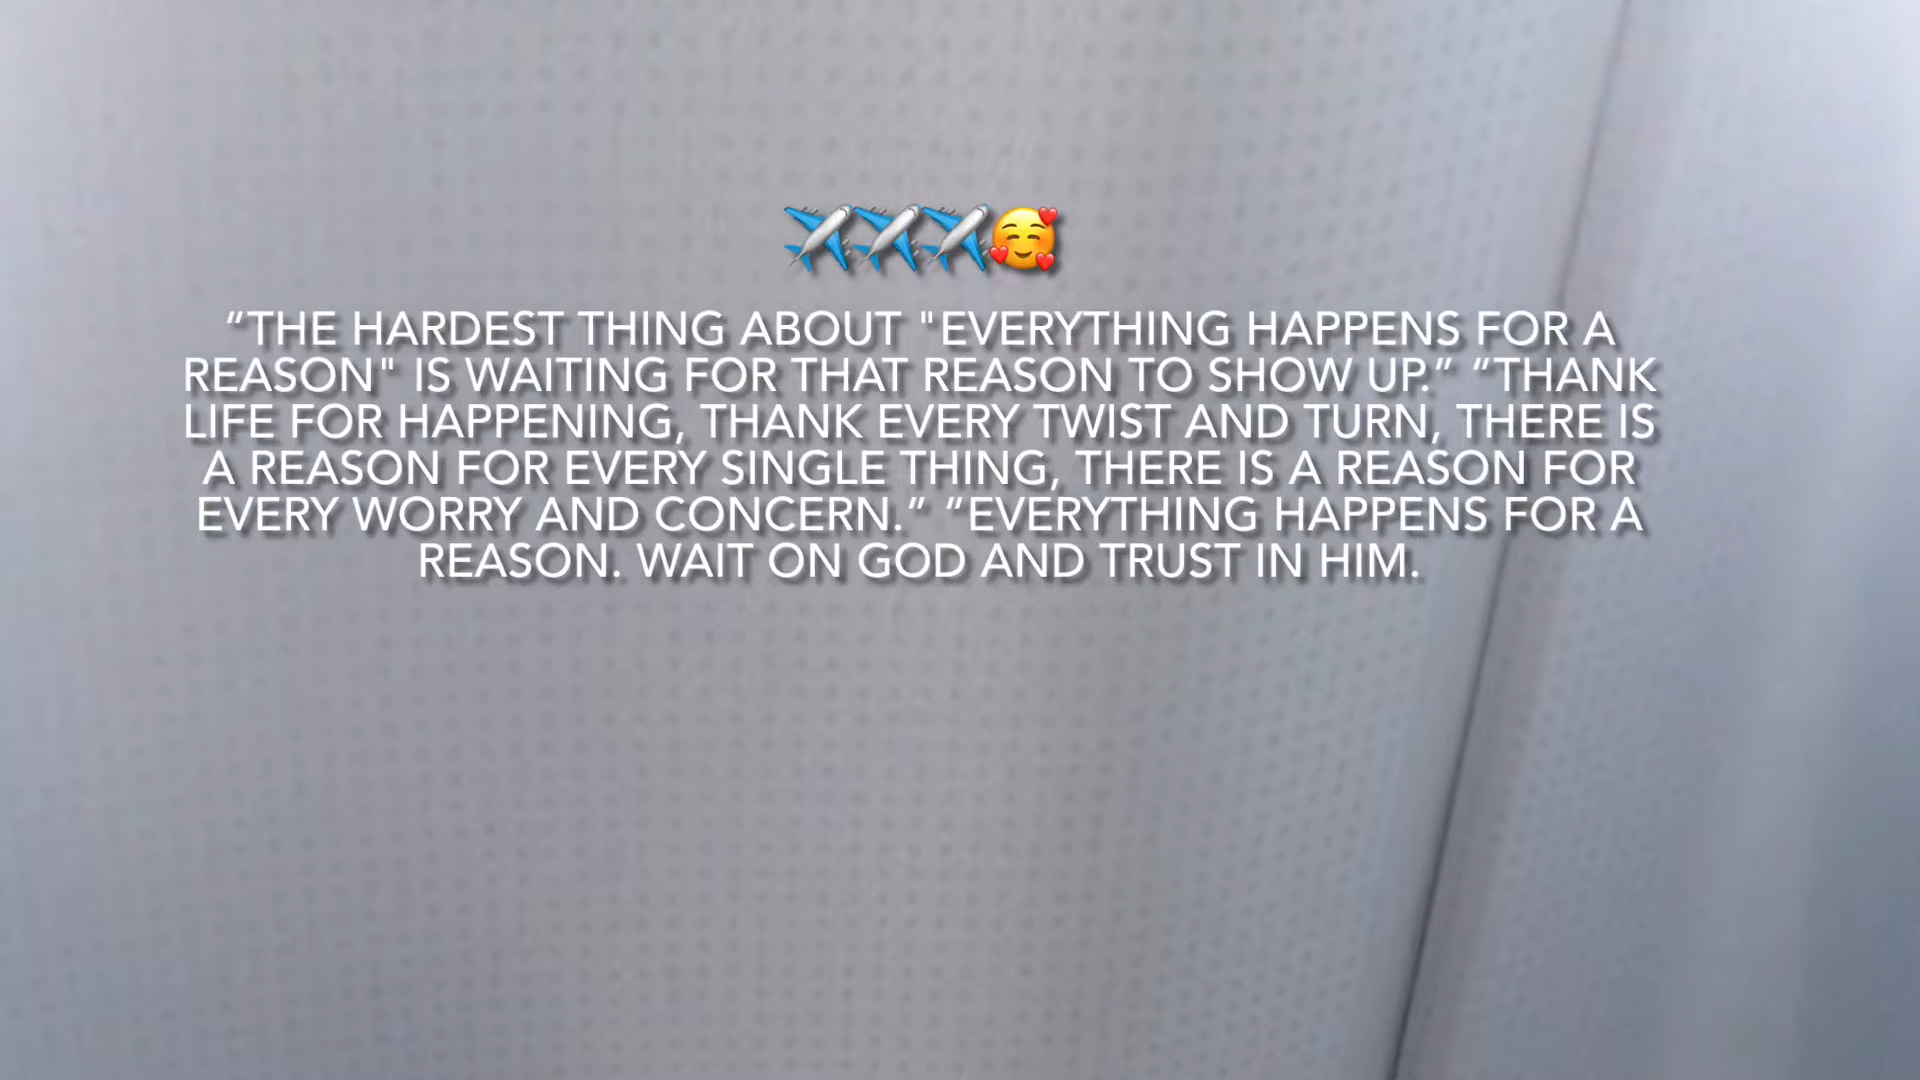 ✈️✈️✈️🥰
“THE HARDEST THING ABOUT "EVERYTHING HAPPENS FOR A
REASON" IS WAITING FOR THAT REASON TO SHOW UP.” “THANK
LIFE FOR HAPPENING, THANK EVERY TWIST AND TURN, THERE IS
A REASON FOR EVERY SINGLE THING, THERE IS A REASON FOR
EVERY WORRY AND CONCERN.” “EVERYTHING HAPPENS FOR A
REASON. WAIT ON GOD AND TRUST IN HIM.